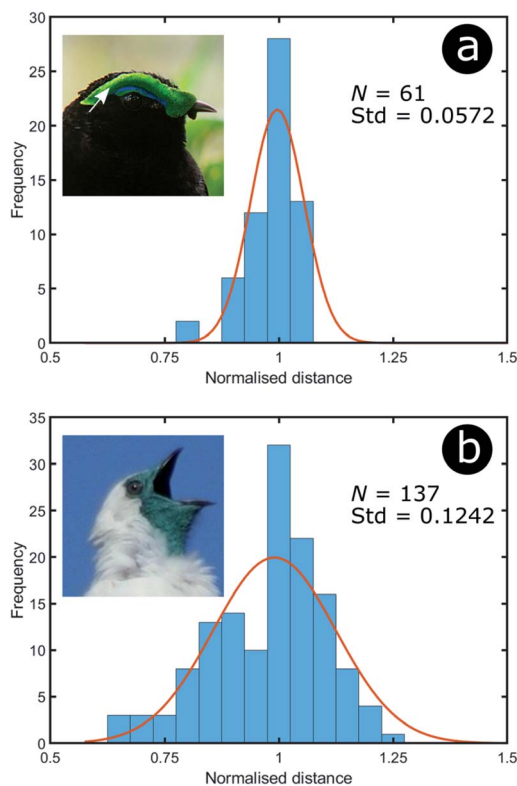 a
N = 61
Std = 0.0572
30
25
20
15
10
5
0
Frequency
0.5 0.75 1 1.25 1.5
Normalised distance
b
N = 137
Std = 0.1242
35
30
25
20
15
10
5
0
Frequency
0.5 0.75 1 1.25 1.5
Normalised distance